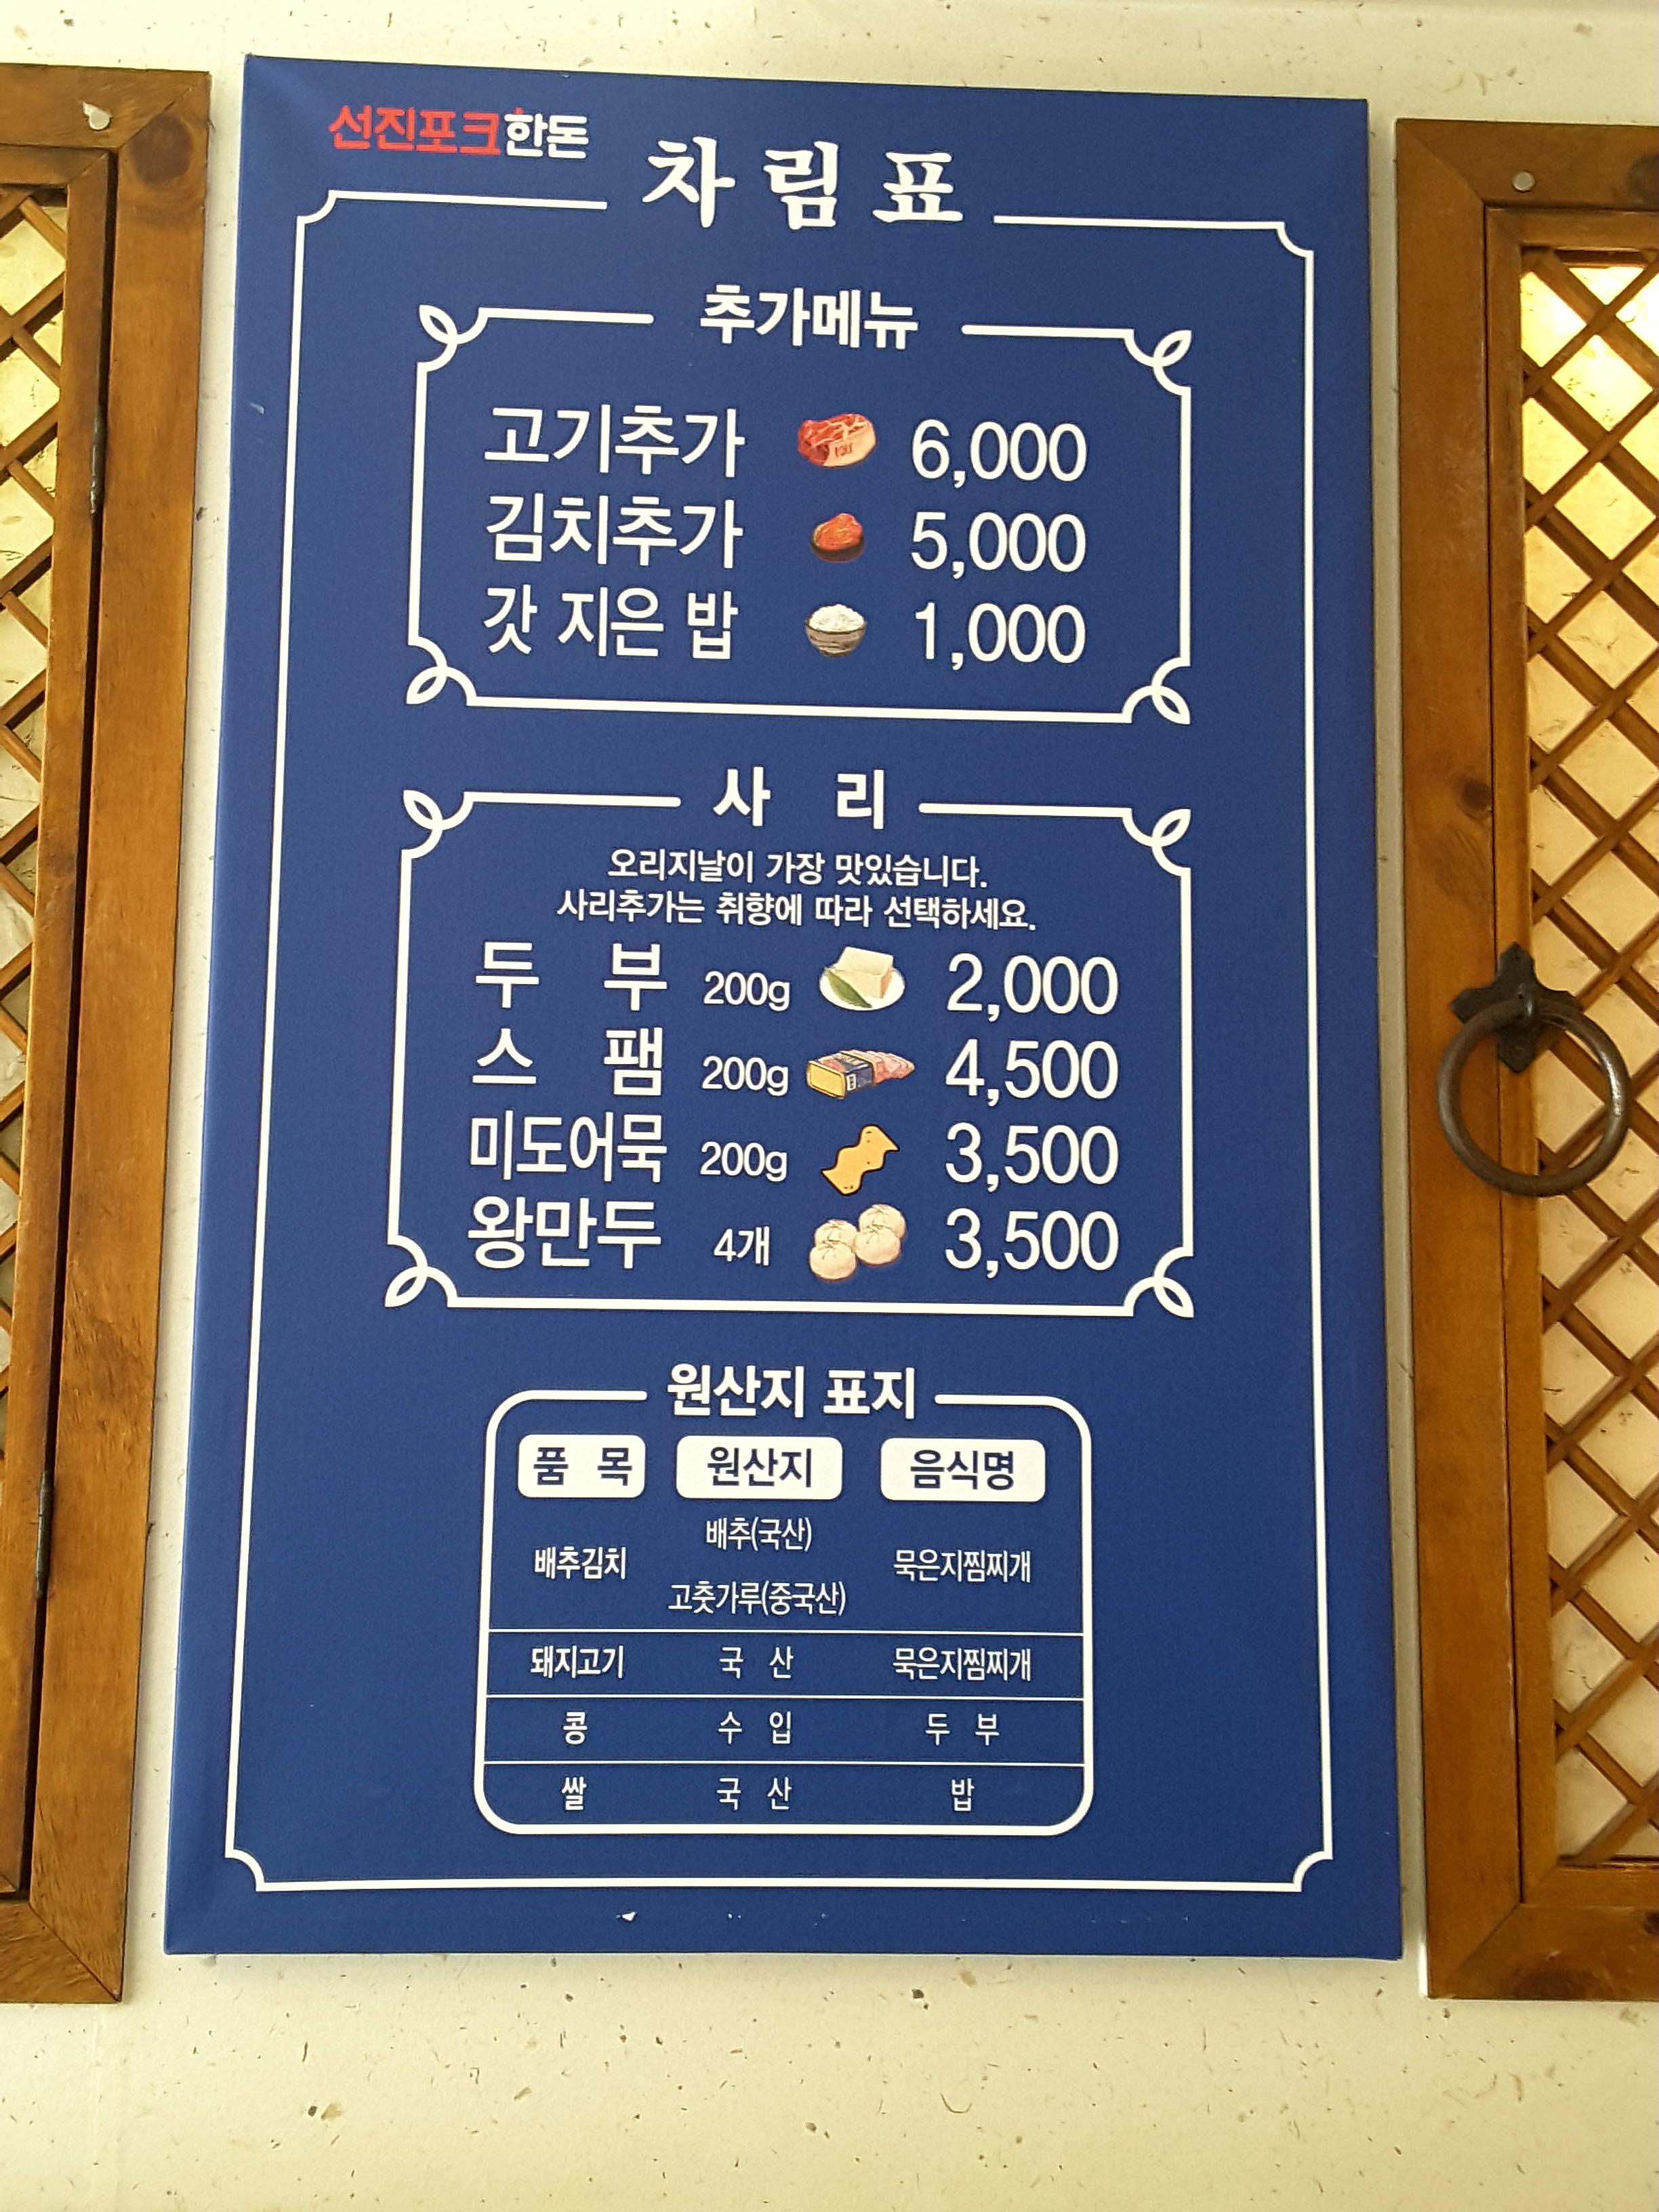 선진포크한돈
차림표
추가메뉴
고기추가 6,000
김치추가 5,000
갓 지은 밥 1,000
사 리
오리지날이 가장 맛있습니다.
사리추가는 취향에 따라 선택하세요.
두 부 200g 2,000
스 팸 200g 4,500
미도어묵 200g 3,500
왕만두 4개 3,500
원산지 표지
품 목 원산지 음식명
배추(국산)
배추김치 묵은지찜찌개
고춧가루(중국산)
돼지고기 국 산 묵은지찜찌개
콩 수 입 두 부
쌀 국 산 밥